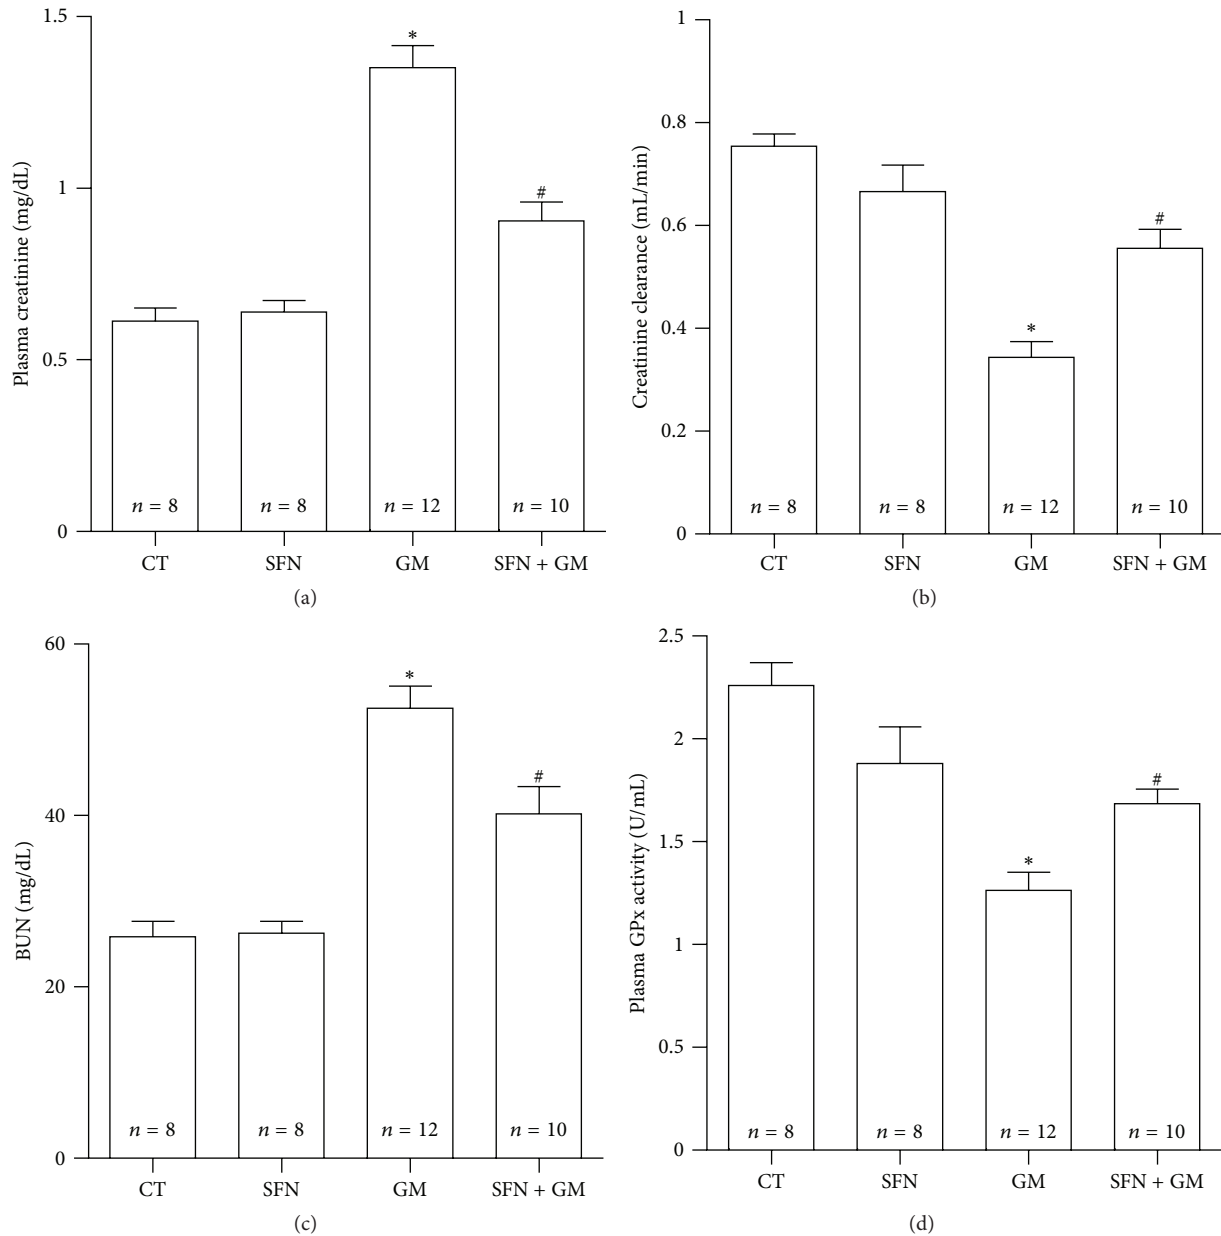 1.5
1
0.5
0
Plasma creatinine (mg/dL)
*
#
n = 8
n = 8
n = 12
n = 10
CT
SFN
GM
SFN + GM
(a)
1
0.8
0.6
0.4
0.2
0
Creatinine clearance (mL/min)
*
#
n = 8
n = 8
n = 12
n = 10
CT
SFN
GM
SFN + GM
(b)
60
40
20
0
BUN (mg/dL)
*
#
n = 8
n = 8
n = 12
n = 10
CT
SFN
GM
SFN + GM
(c)
2.5
2
1.5
1
0.5
0
Plasma GPx activity (U/mL)
*
#
n = 8
n = 8
n = 12
n = 10
CT
SFN
GM
SFN + GM
(d)